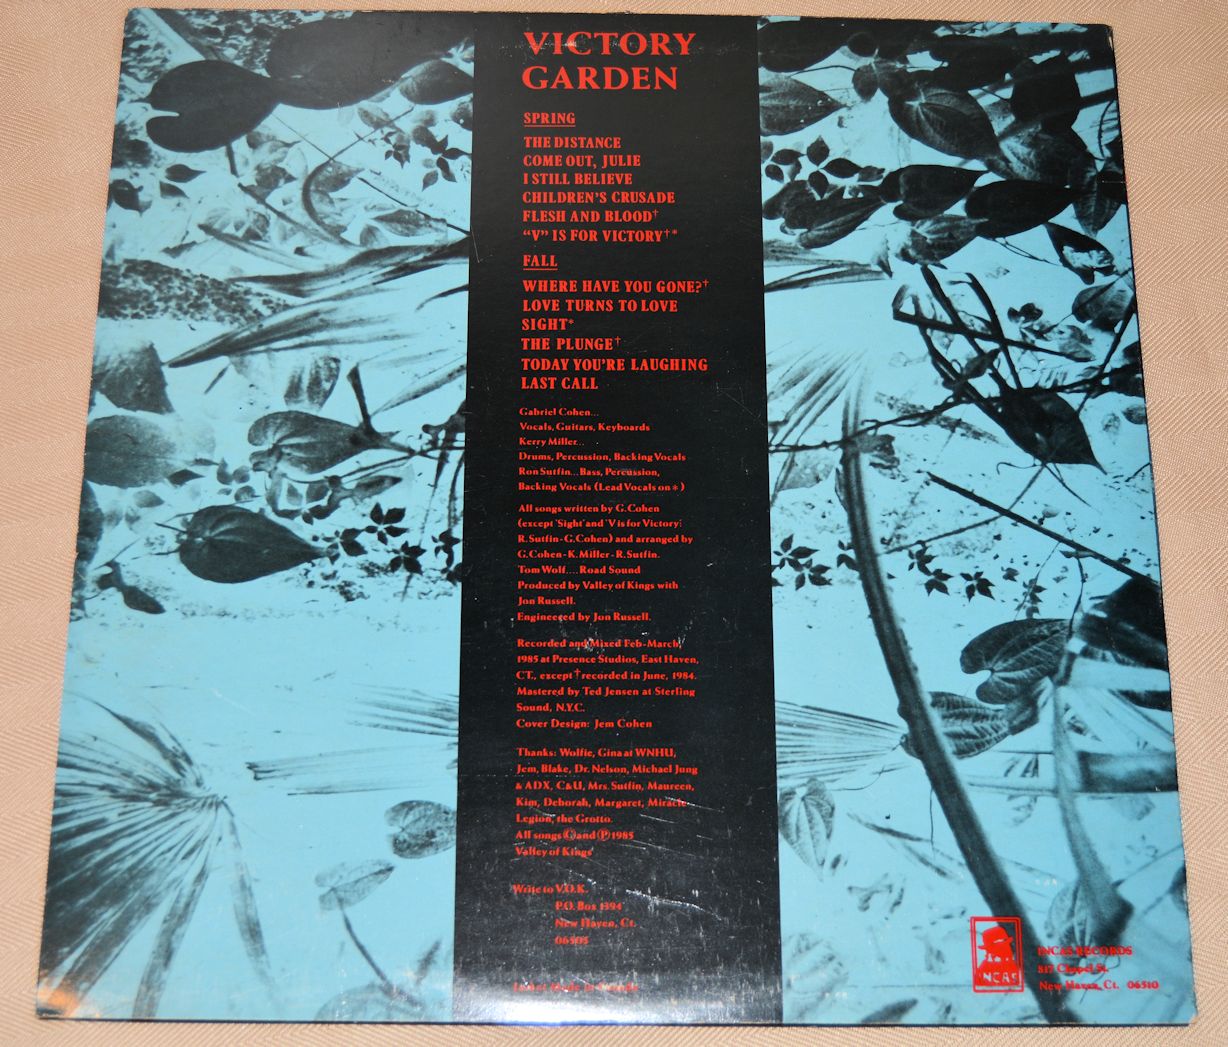 VICTORY
GARDEN
SPRING
THE DISTANCE
COME OUT, JULIE
I STILL BELIEVE
CHILDREN'S CRUSADE
FLESH AND BLOOD†
"V" IS FOR VICTORY†*
FALL
WHERE HAVE YOU GONE?†
LOVE TURNS TO LOVE
SIGHT*
THE PLUNGE†
TODAY YOU'RE LAUGHING
LAST CALL
Gabriel Cohen...
Vocals, Guitars, Keyboards
Kerry Miller...
Drums, Percussion, Backing Vocals
Ron Sutfin...Bass, Percussion,
Backing Vocals (Lead Vocals on *)
All songs written by G.Cohen
(except 'Sight' and 'V is for Victory':
R.Sutfin-G.Cohen) and arranged by
G.Cohen-K.Miller-R.Sutfin.
Tom Wolf....Road Sound
Produced by Valley of Kings with
Jon Russell.
Engineered by Jon Russell.
Recorded and Mixed Feb-March,
1985 at Presence Studios, East Haven,
CT., except † recorded in June, 1984.
Mastered by Ted Jensen at Sterling
Sound, N.Y.C.
Cover Design: Jem Cohen
Thanks: Wolfie, Gina at WNHU,
Jem, Blake, Dr. Nelson, Michael Jung
& ADX, C&U, Mrs. Sutfin, Maureen,
Kim, Deborah, Margaret, Miracle
Legion, the Grotto.
All songs Ⓒ and Ⓟ 1985
Valley of Kings
Write to V.O.K.
P.O. Box 1394
New Haven, Ct.
06505
Made in Canada
INCAS
INCAS RECORDS
817 Chapel St.
New Haven, Ct. 06510